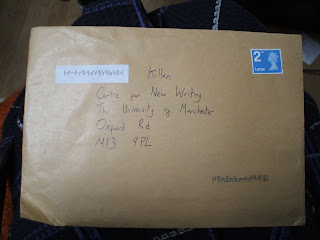 Killen
Centre for New Writing
The University of Manchester
Oxford Rd
M13 9PL
2nd
Large